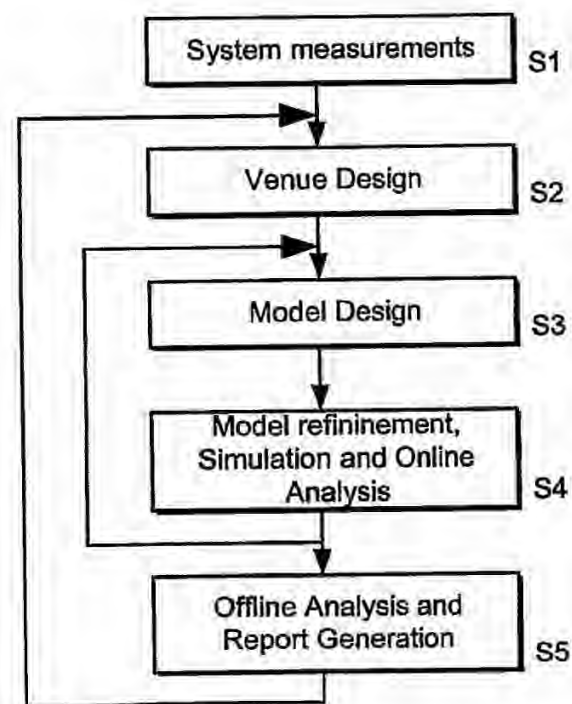 System measurements
S1
Venue Design
S2
Model Design
S3
Model refininement,
Simulation and Online
Analysis
S4
Offline Analysis and
Report Generation
S5